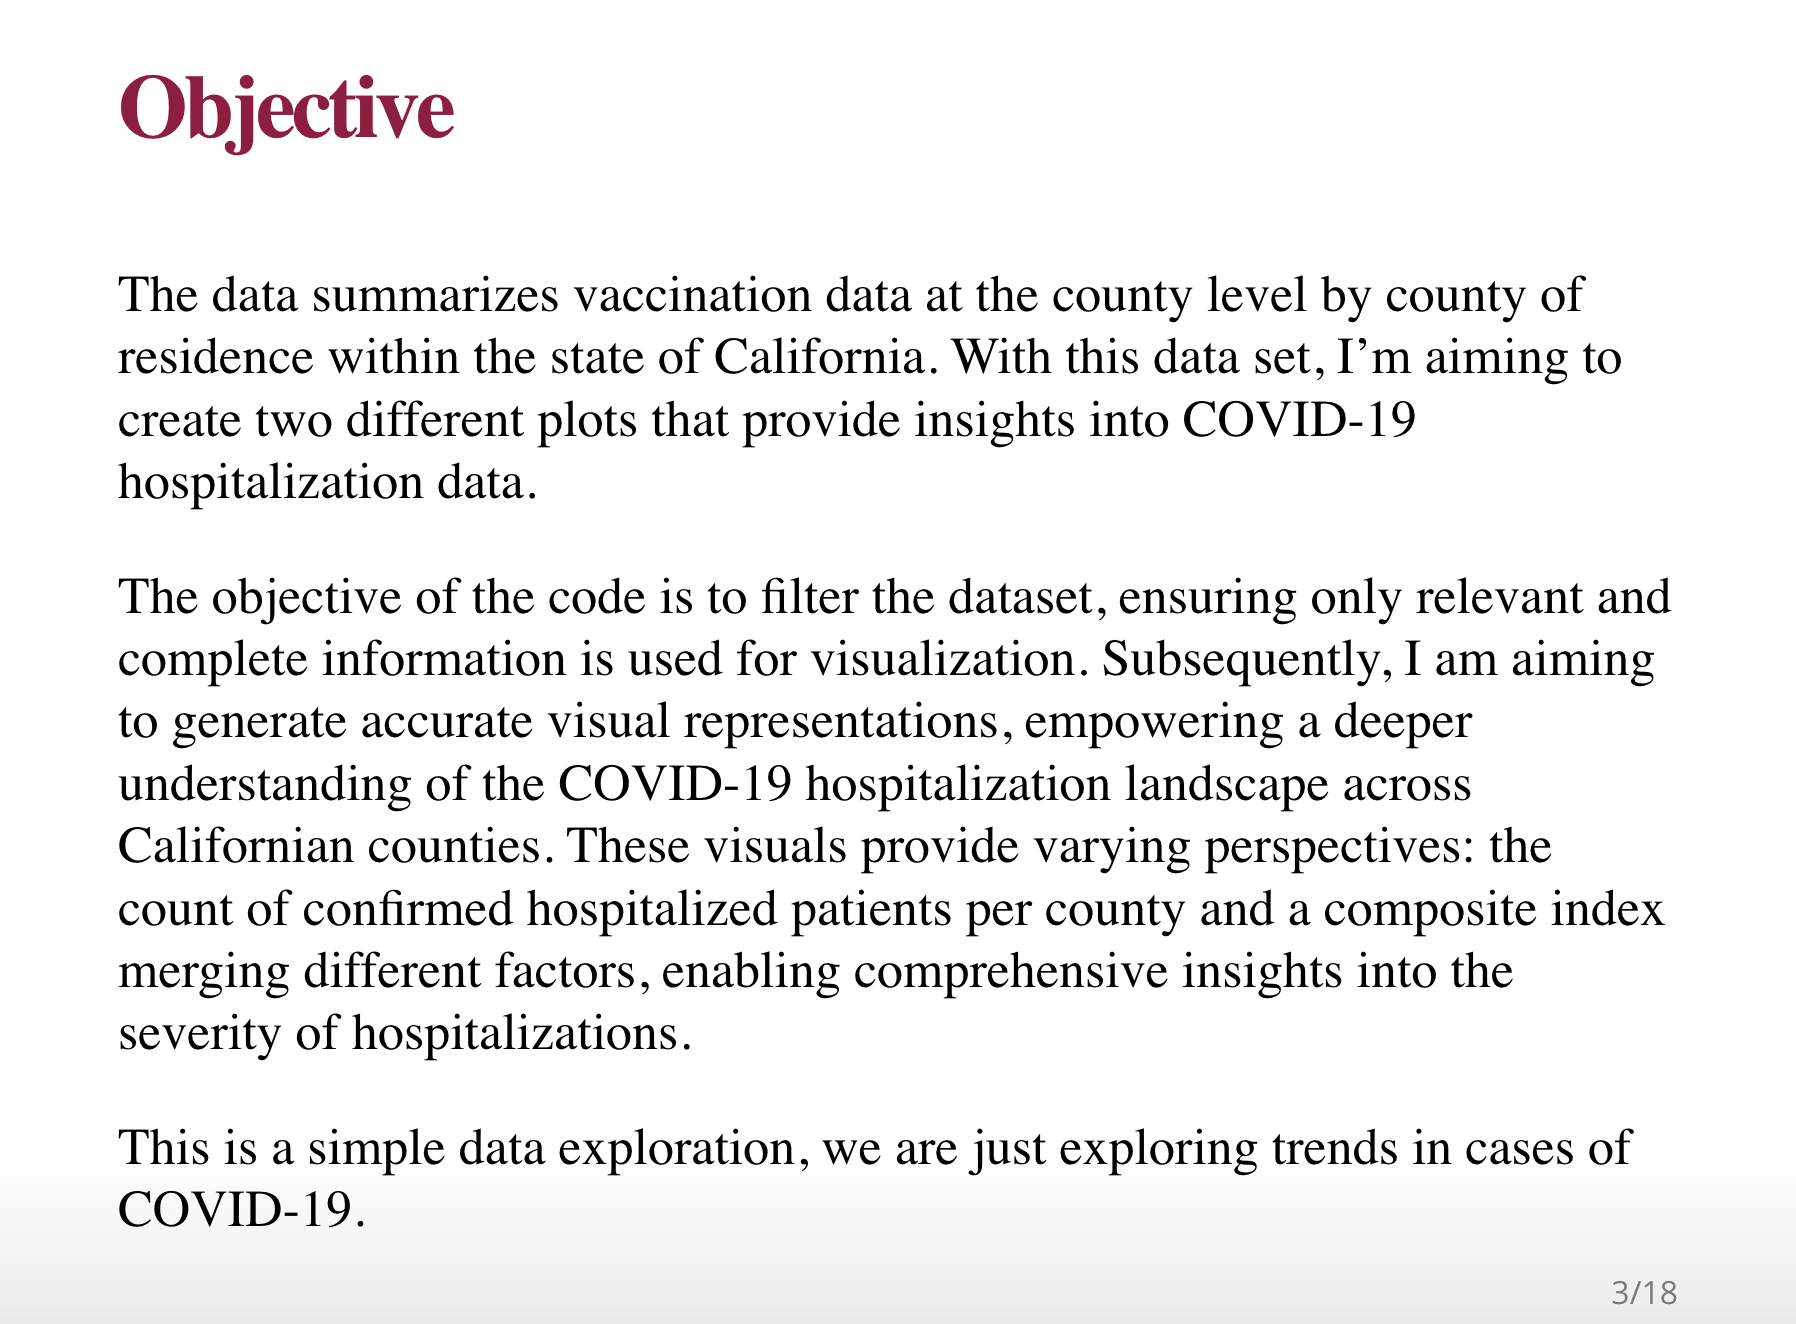 Objective
The data summarizes vaccination data at the county level by county of
residence within the state of California. With this data set, I’m aiming to
create two different plots that provide insights into COVID-19
hospitalization data.
The objective of the code is to filter the dataset, ensuring only relevant and
complete information is used for visualization. Subsequently, I am aiming
to generate accurate visual representations, empowering a deeper
understanding of the COVID-19 hospitalization landscape across
Californian counties. These visuals provide varying perspectives: the
count of confirmed hospitalized patients per county and a composite index
merging different factors, enabling comprehensive insights into the
severity of hospitalizations.
This is a simple data exploration, we are just exploring trends in cases of
COVID-19.
3/18